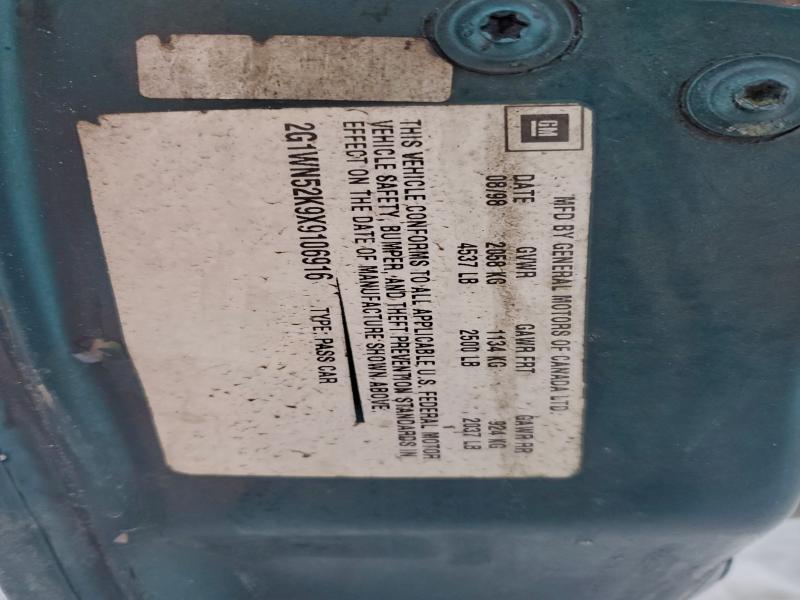 GM
MFD BY GENERAL MOTORS OF CANADA LTD.
DATE GVWR GAWR FRT GAWR RR
08/98 2058 KG 1134 KG 924 KG
4537 LB 2500 LB 2037 LB
THIS VEHICLE CONFORMS TO ALL APPLICABLE U.S. FEDERAL MOTOR
VEHICLE SAFETY, BUMPER, AND THEFT PREVENTION STANDARDS IN
EFFECT ON THE DATE OF MANUFACTURE SHOWN ABOVE.
2G1WN52K9X9106916 TYPE: PASS CAR